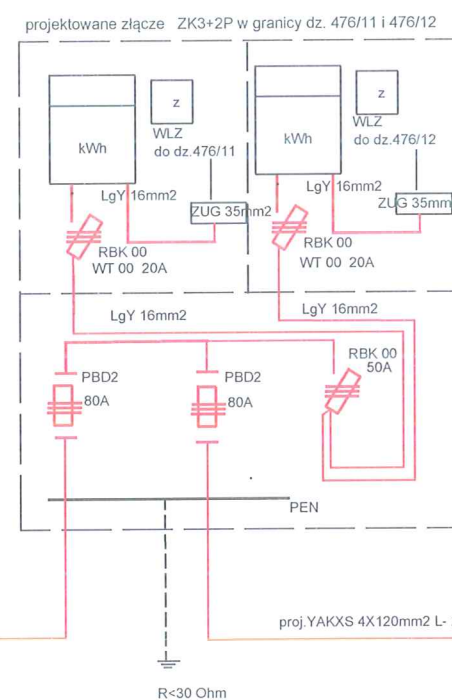 projektowane złącze ZK3+2P w granicy dz. 476/11 i 476/12
kWh
z
WLZ
do dz.476/11
LgY 16mm2
ZUG 35mm2
RBK 00
WT 00 20A
kWh
z
WLZ
do dz.476/12
LgY 16mm2
ZUG 35mm
RBK 00
WT 00 20A
LgY 16mm2
LgY 16mm2
PBD2
80A
PBD2
80A
RBK 00
50A
PEN
proj.YAKXS 4X120mm2 L-
R<30 Ohm